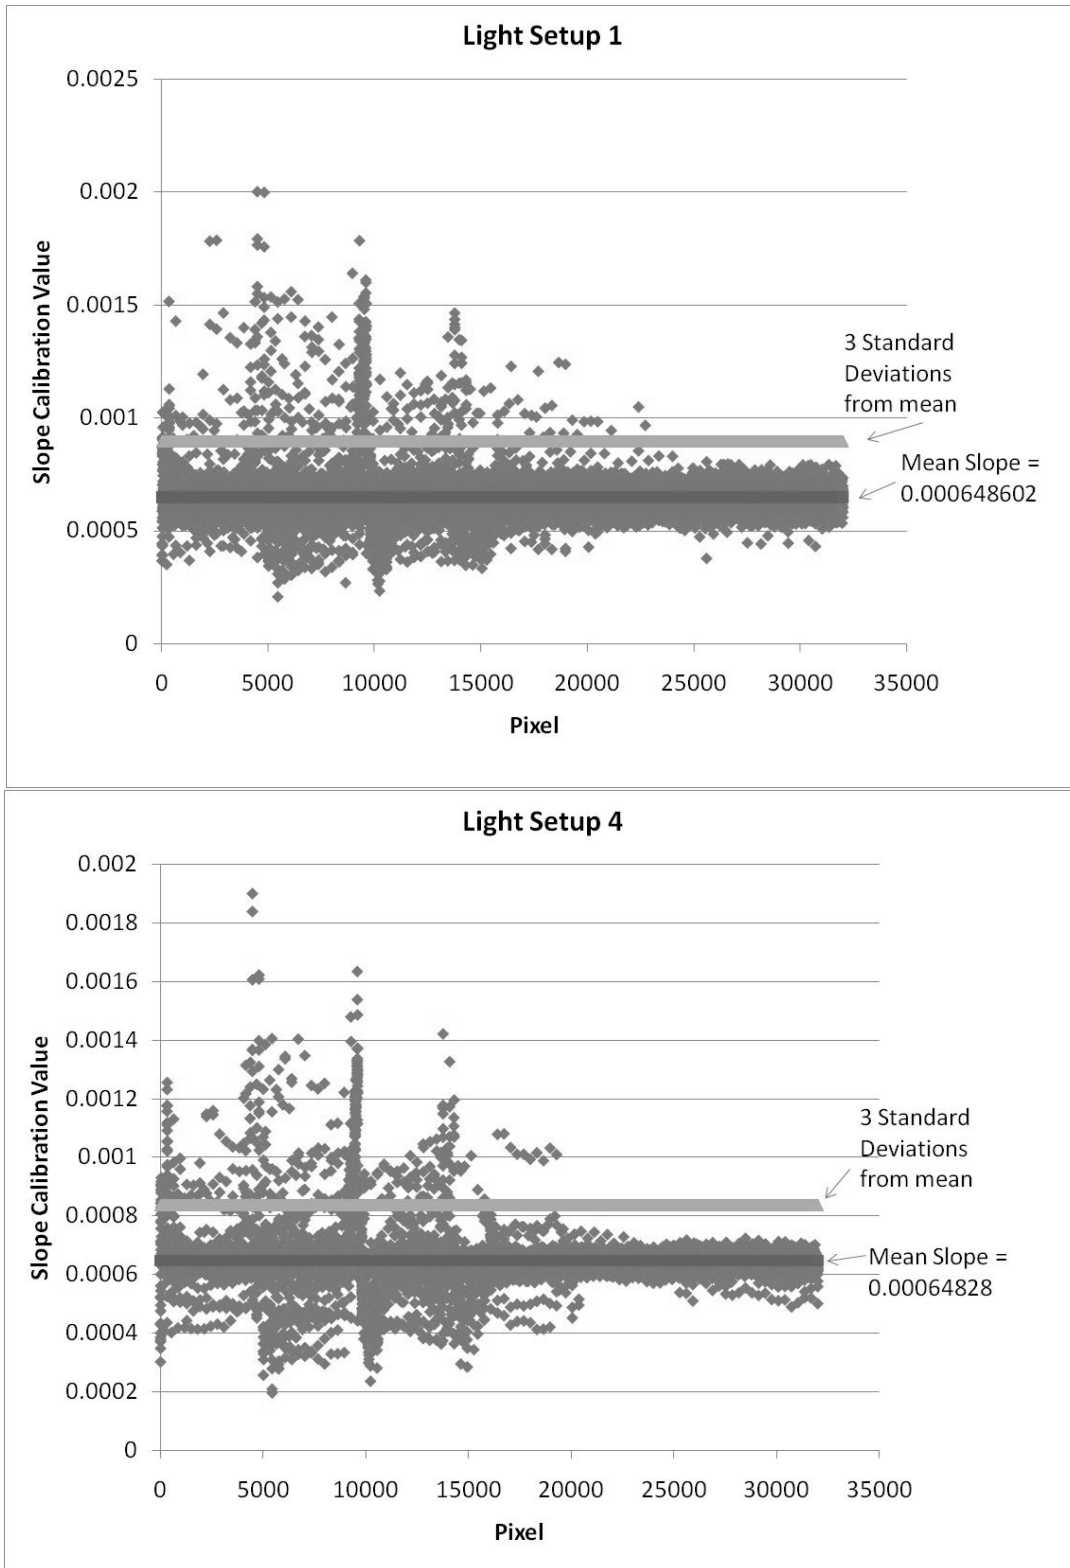 Light Setup 1
0.0025
0.002
0.0015
0.001
0.0005
0
Slope Calibration Value
0 5000 10000 15000 20000 25000 30000 35000
Pixel
3 Standard
Deviations
from mean
Mean Slope =
0.000648602
Light Setup 4
0.002
0.0018
0.0016
0.0014
0.0012
0.001
0.0008
0.0006
0.0004
0.0002
0
Slope Calibration Value
0 5000 10000 15000 20000 25000 30000 35000
Pixel
3 Standard
Deviations
from mean
Mean Slope =
0.00064828